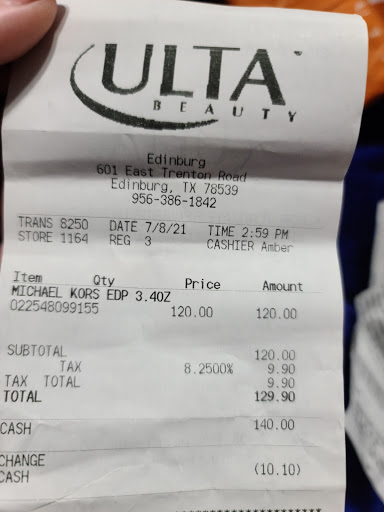 ULTA
BEAUTY
Edinburg
601 East Trenton Road
Edinburg, TX 78539
956-386-1842
TRANS 8250 DATE 7/8/21 TIME 2:59 PM
STORE 1164 REG 3 CASHIER Amber
Item Qty Price Amount
MICHAEL KORS EDP 3.4OZ
022548099155 120.00 120.00
SUBTOTAL 120.00
TAX 8.2500% 9.90
TAX TOTAL 9.90
TOTAL 129.90
CASH 140.00
CHANGE
CASH (10.10)